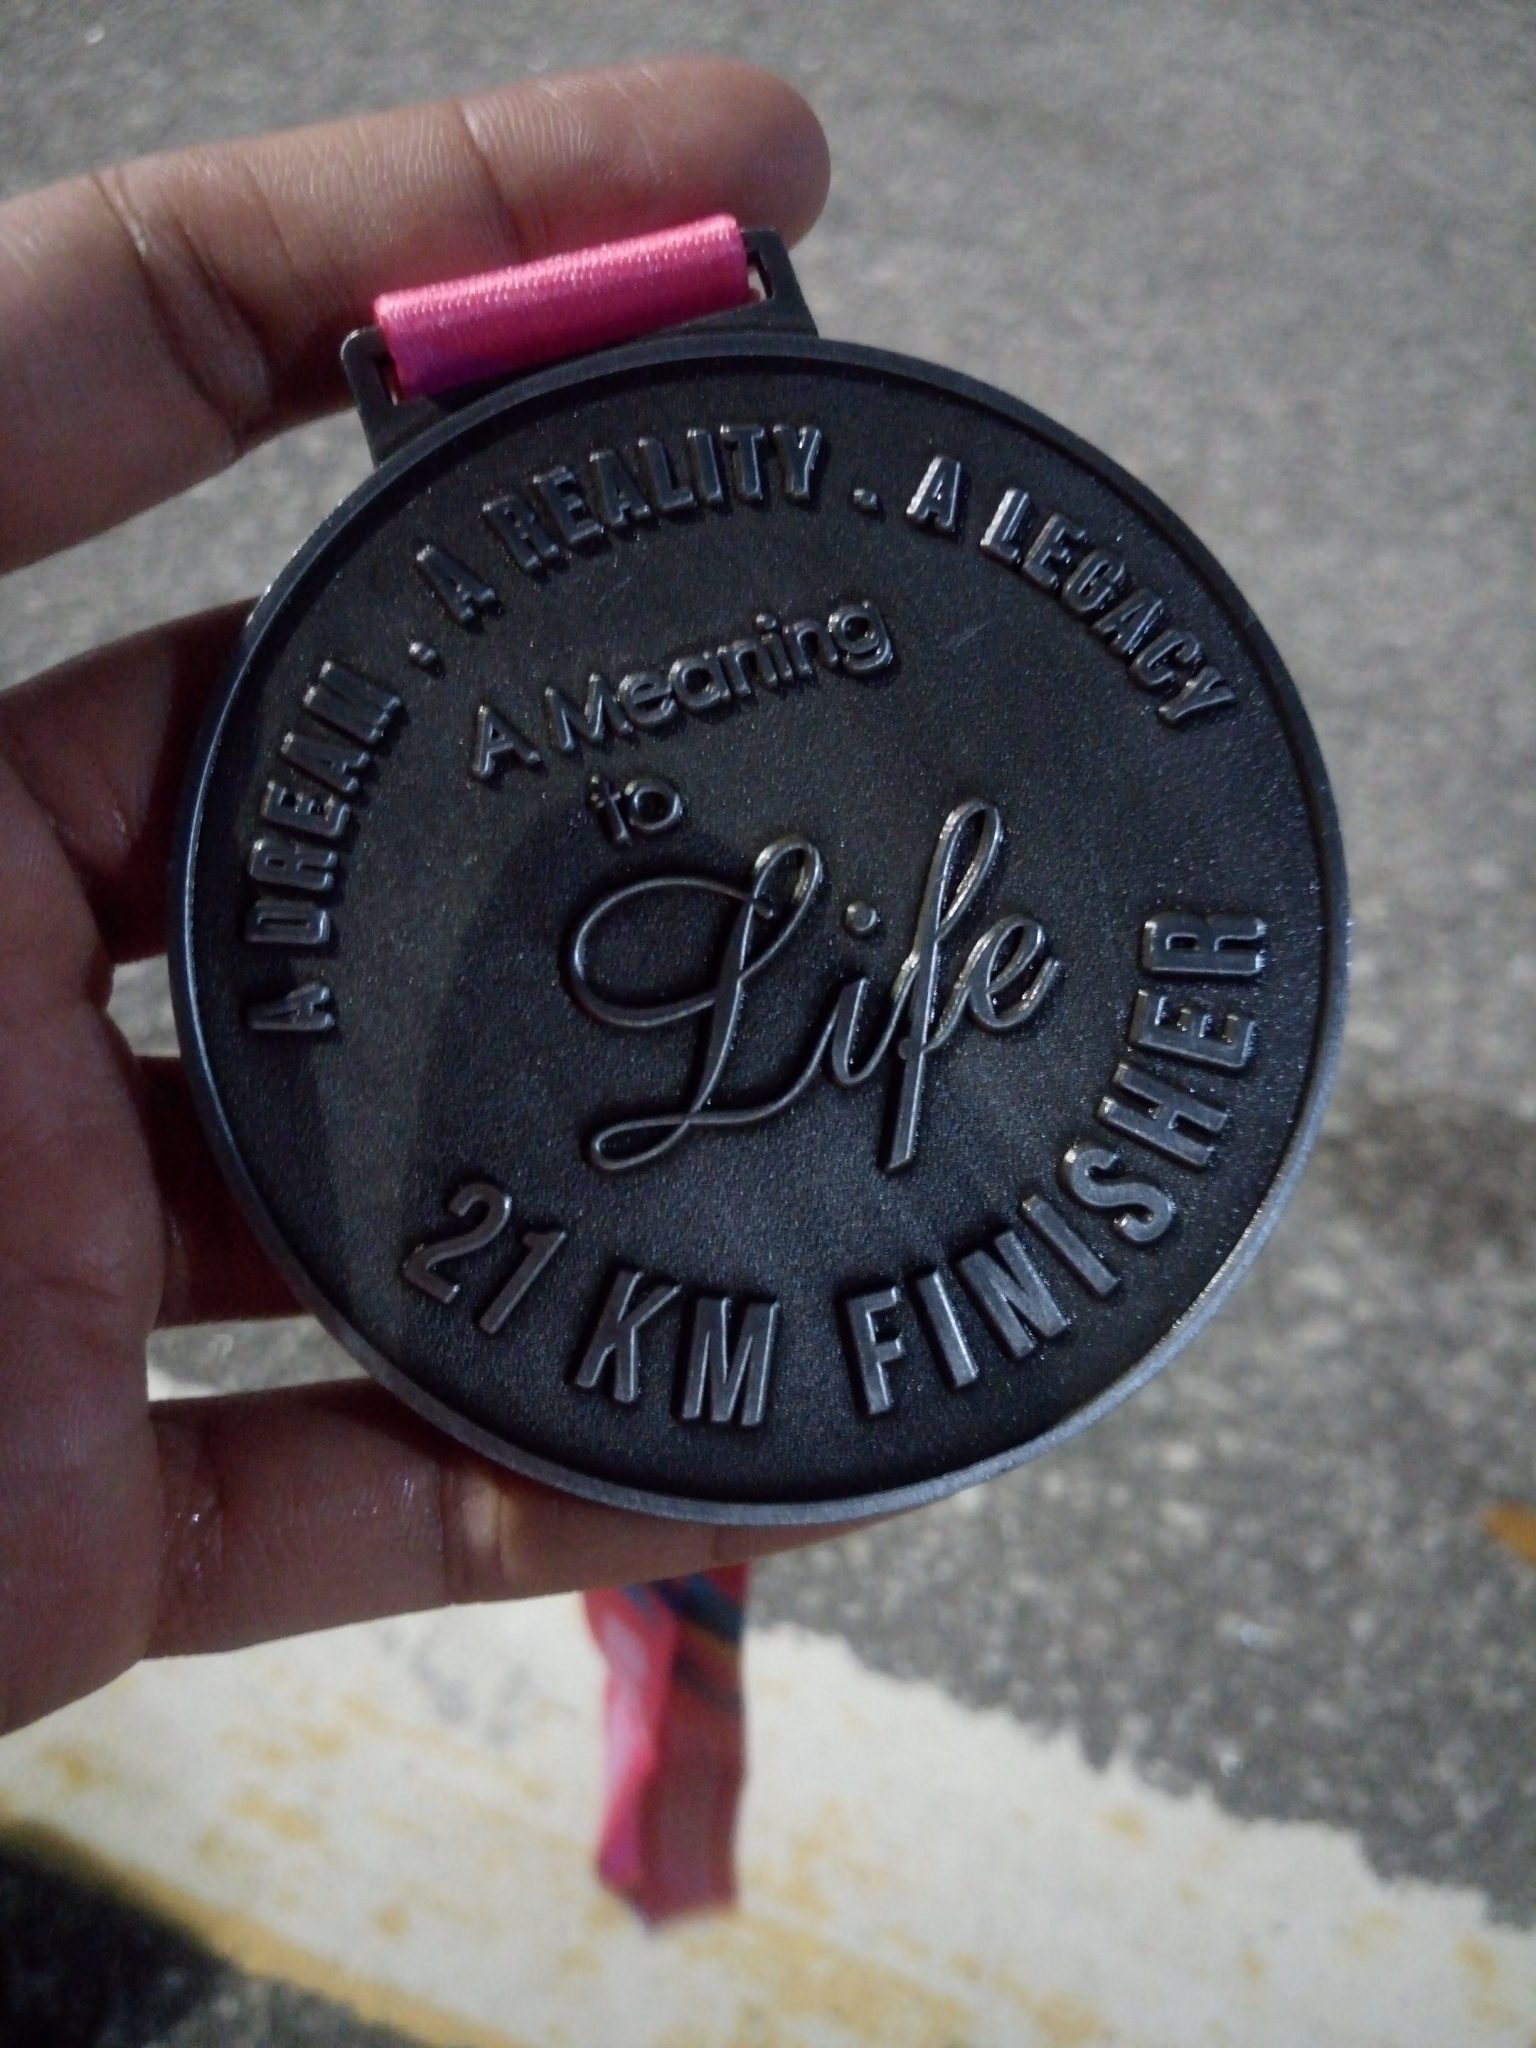 A DREAM . A REALITY . A LEGACY
A Meaning
to
Life
21 KM FINISHER